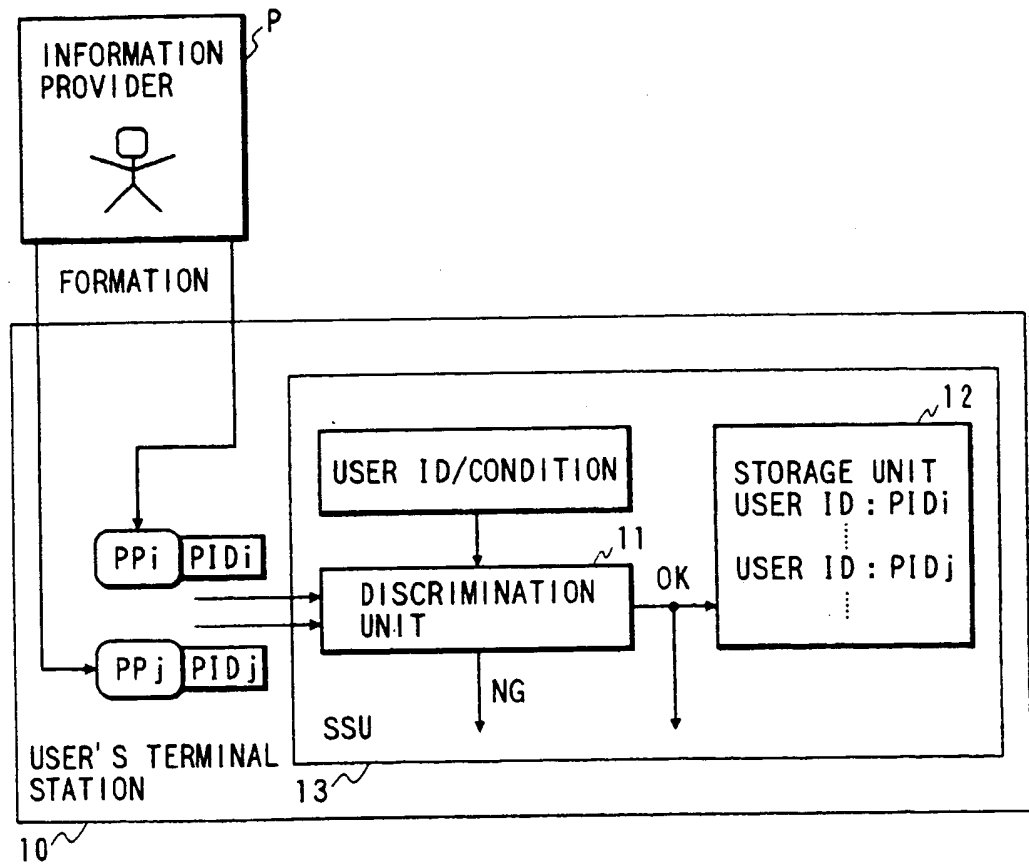 P
INFORMATION
PROVIDER
FORMATION
12
USER ID/CONDITION
STORAGE UNIT
USER ID : PIDi
USER ID : PIDj
11
PPi PIDi
DISCRIMINATION
UNIT
OK
PPj PIDj
NG
SSU
USER'S TERMINAL
STATION
13
10